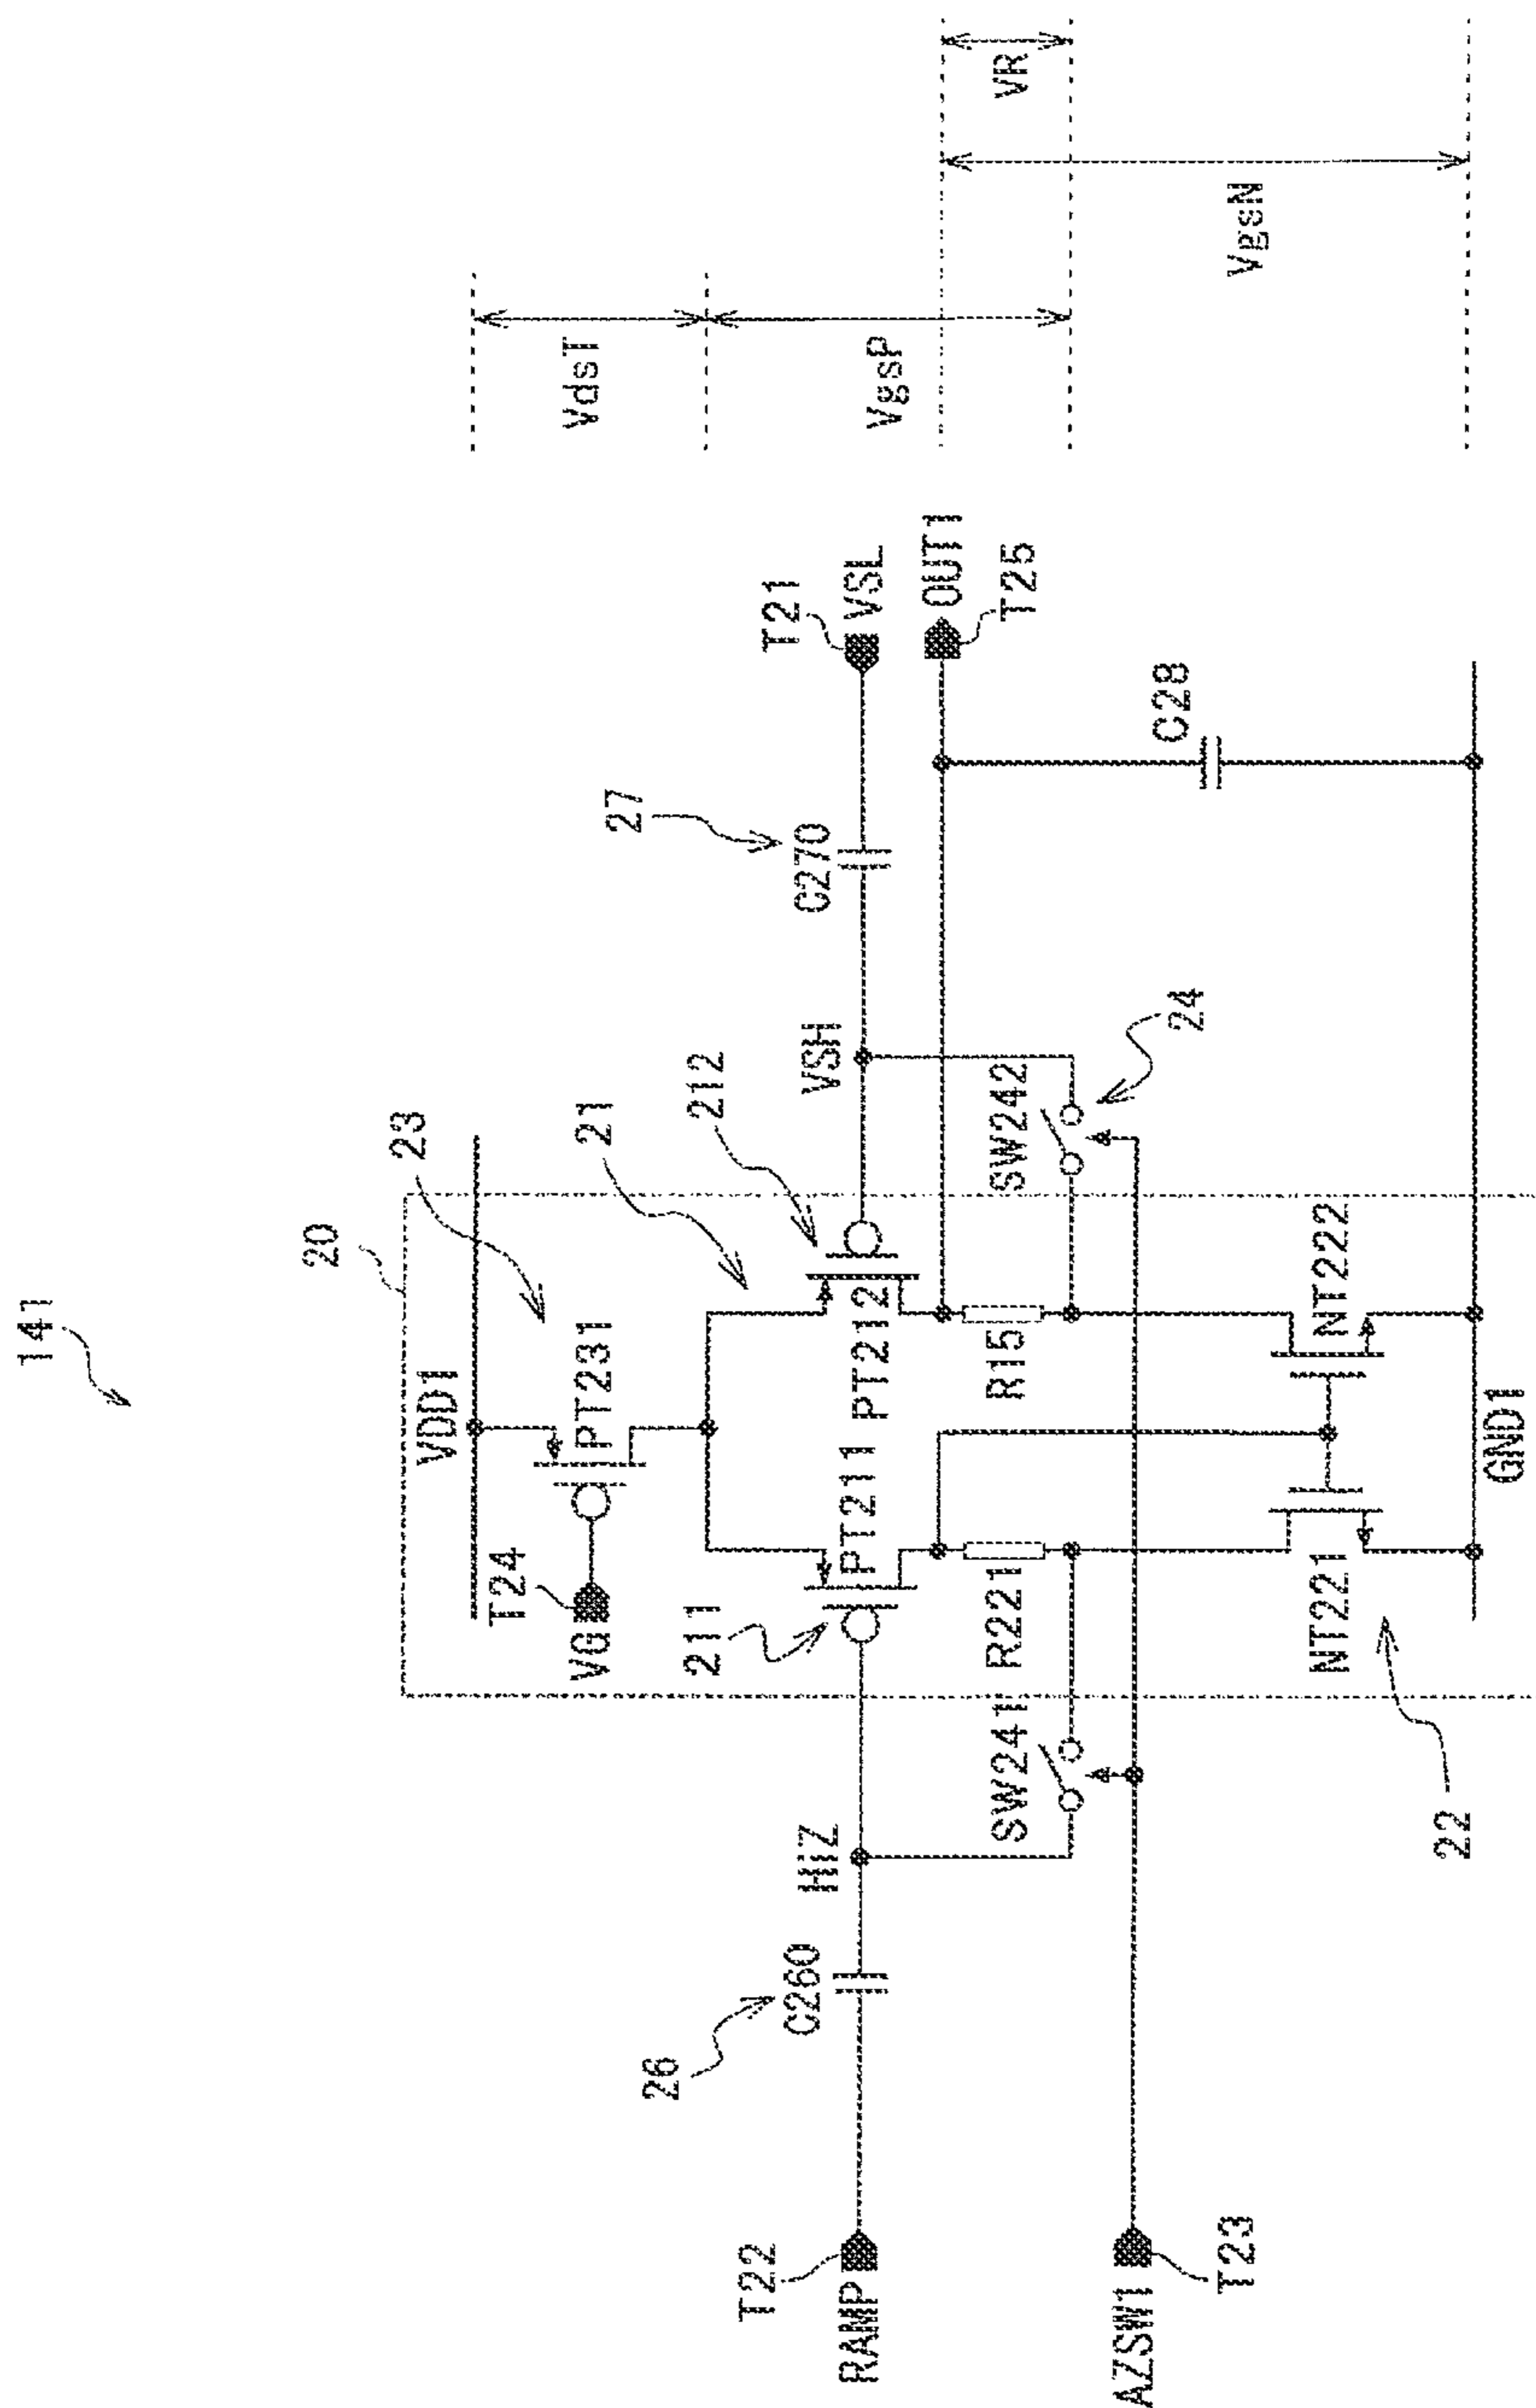 141
20
VDD1
23
T24
VG
PT231
21
212
211
PT211
PT212
T22
RAMP
26
C260
HiZ
VSH
27
C270
T21
VSL
OUT1
T25
SW241
R221
R15
SW242
24
C28
AZSW1
T23
22
NT221
NT222
GND1
VdsT
VgsP
VR
VgsN